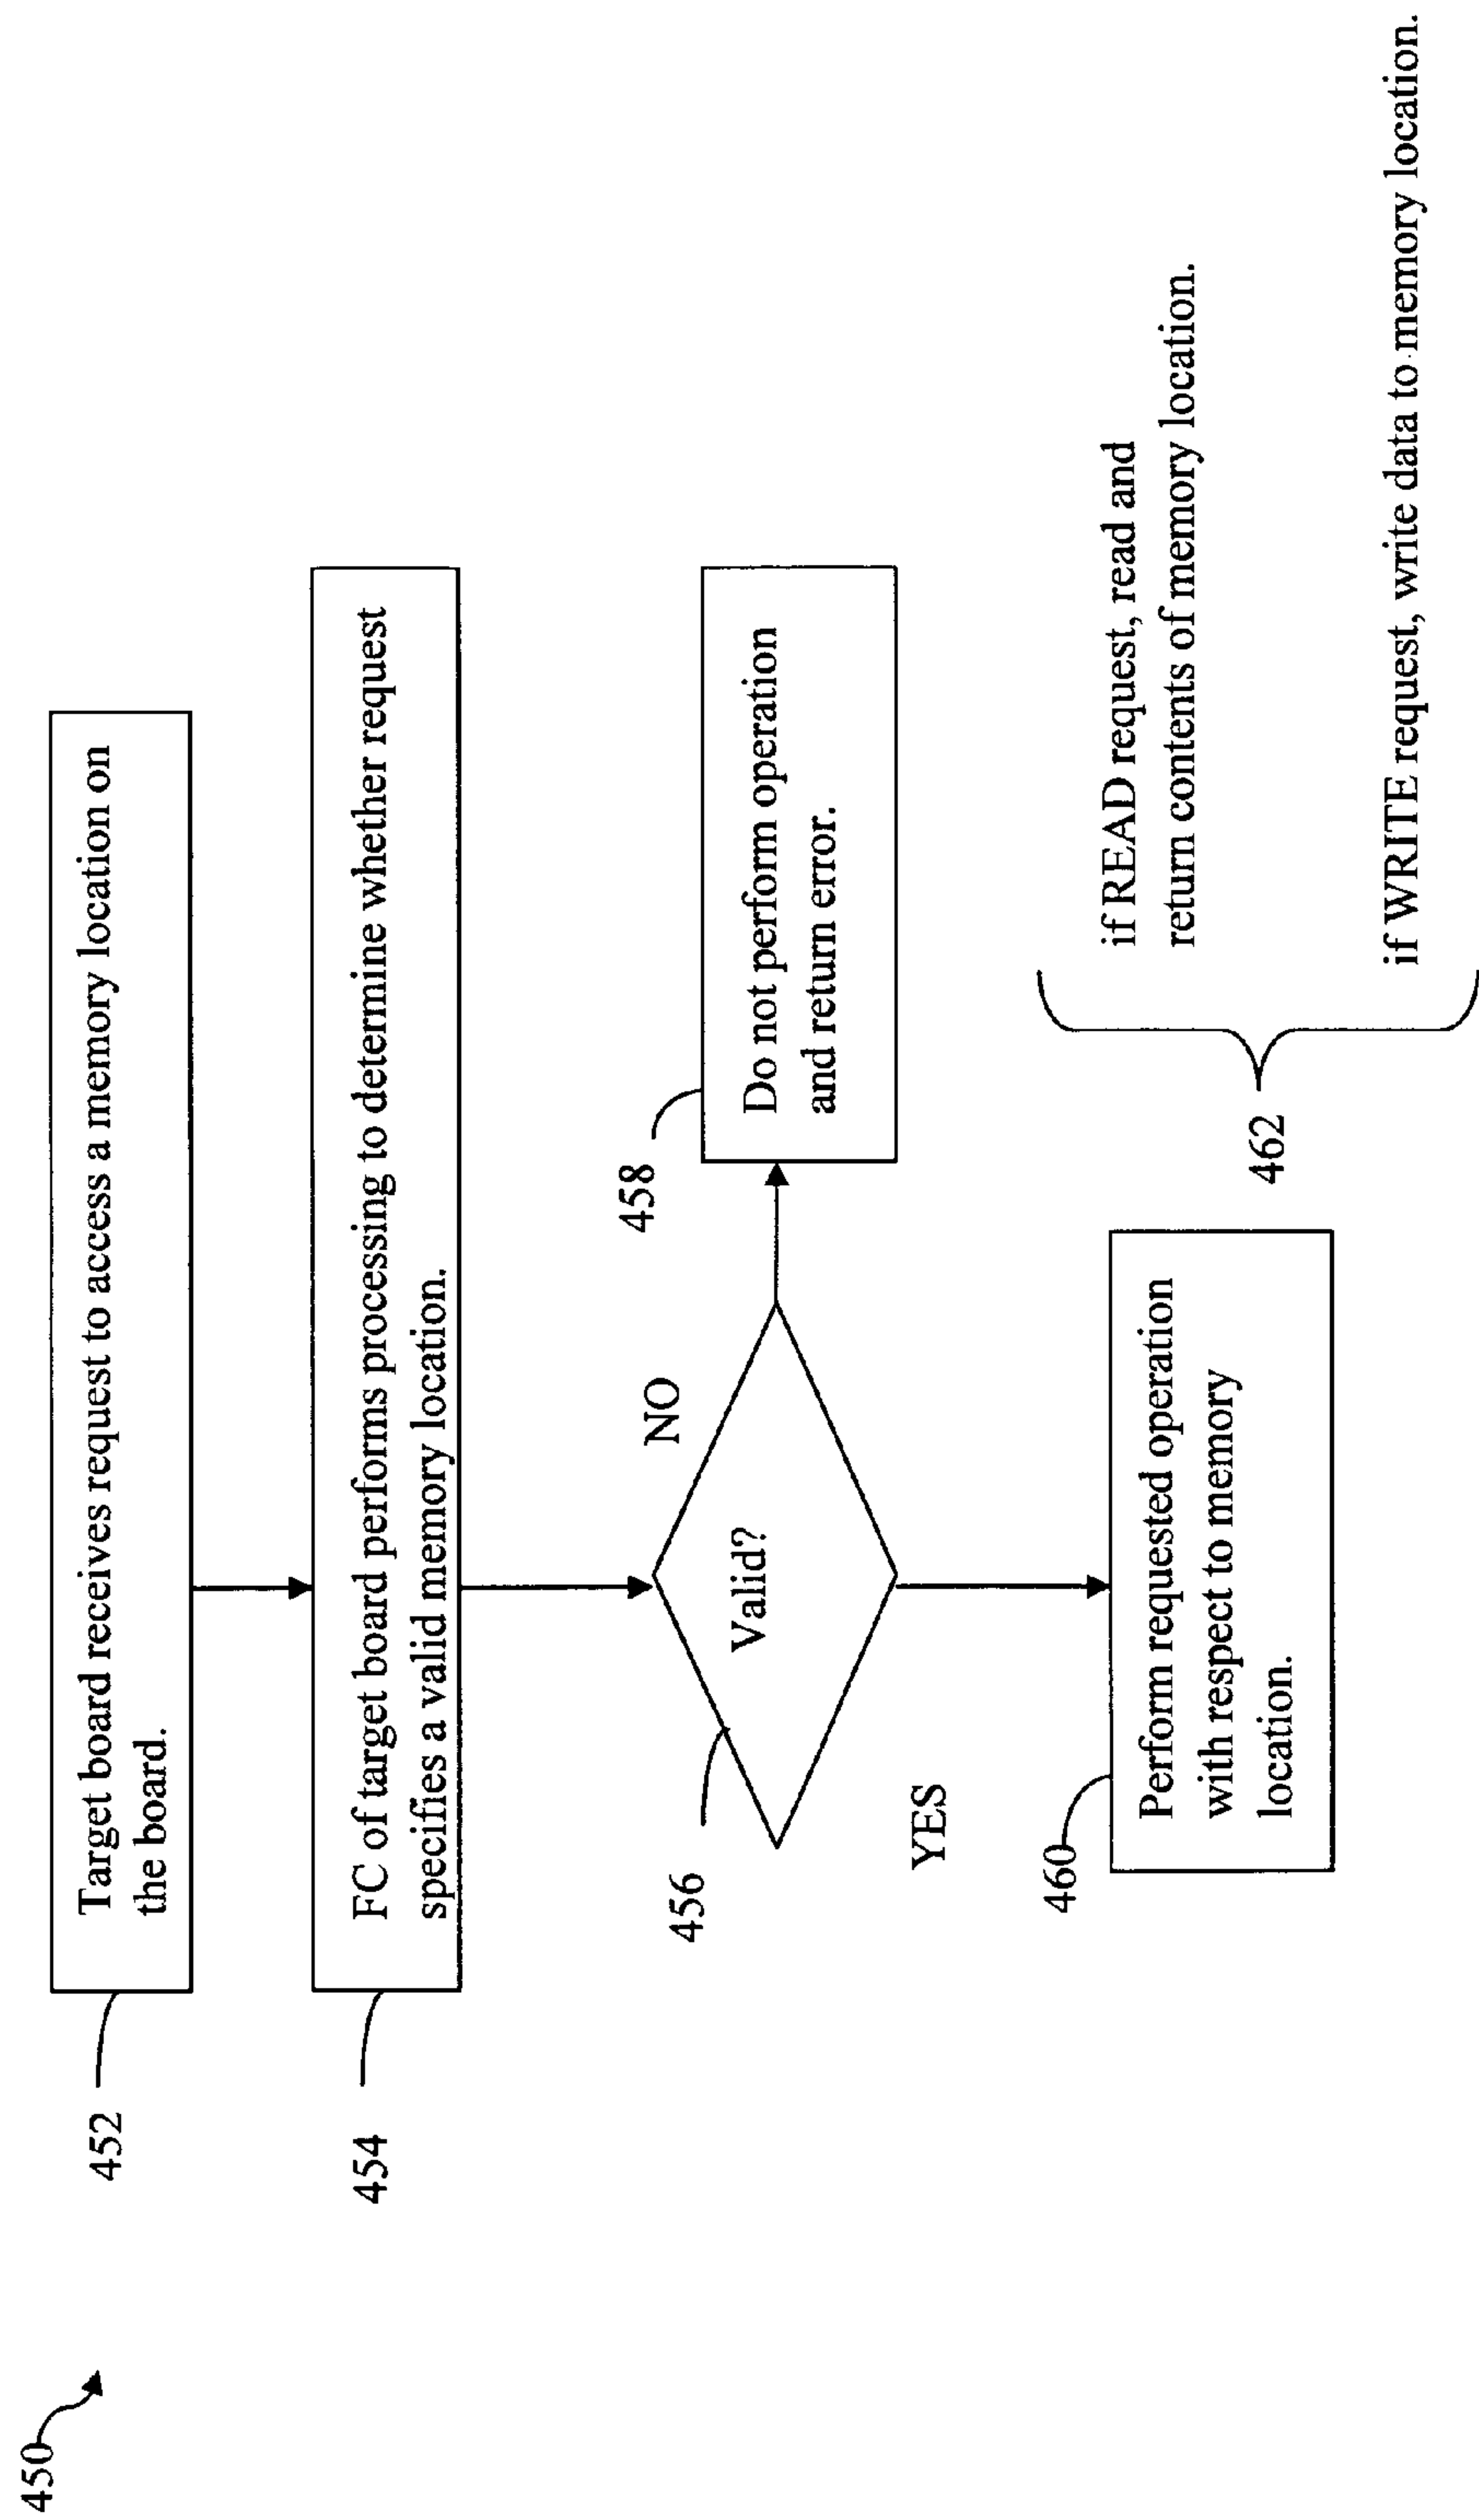 450
452
Target board receives request to access a memory location on
the board.
454
FC of target board performs processing to determine whether request
specifies a valid memory location.
456
Valid?
NO
458
Do not perform operation
and return error.
YES
460
Perform requested operation
with respect to memory
location.
462
if READ request, read and
return contents of memory location.
if WRITE request, write data to memory location.